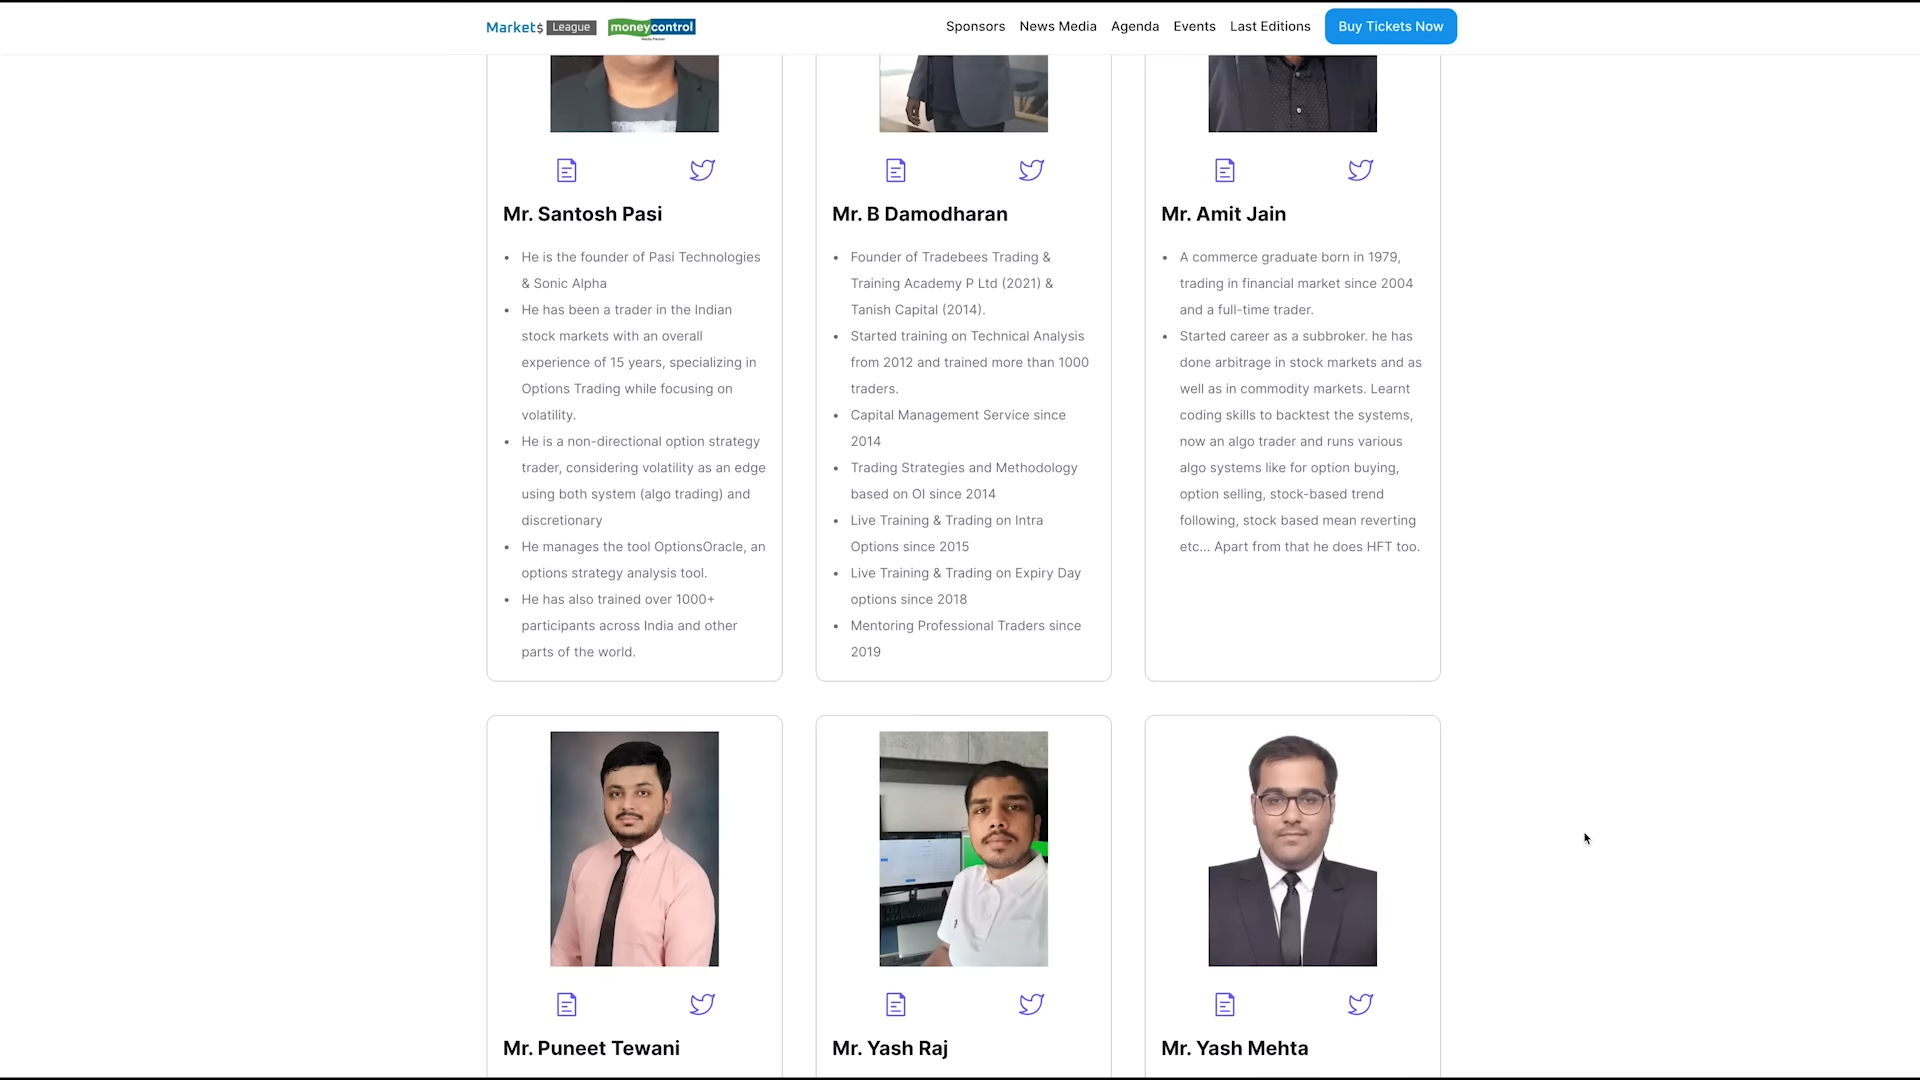 Market$ League moneycontrol
Media Partner
Sponsors News Media Agenda Events Last Editions Buy Tickets Now
Mr. Santosh Pasi
• He is the founder of Pasi Technologies
& Sonic Alpha
• He has been a trader in the Indian
stock markets with an overall
experience of 15 years, specializing in
Options Trading while focusing on
volatility.
• He is a non-directional option strategy
trader, considering volatility as an edge
using both system (algo trading) and
discretionary
• He manages the tool OptionsOracle, an
options strategy analysis tool.
• He has also trained over 1000+
participants across India and other
parts of the world.
Mr. B Damodharan
• Founder of Tradebees Trading &
Training Academy P Ltd (2021) &
Tanish Capital (2014).
• Started training on Technical Analysis
from 2012 and trained more than 1000
traders.
• Capital Management Service since
2014
• Trading Strategies and Methodology
based on OI since 2014
• Live Training & Trading on Intra
Options since 2015
• Live Training & Trading on Expiry Day
options since 2018
• Mentoring Professional Traders since
2019
Mr. Amit Jain
• A commerce graduate born in 1979,
trading in financial market since 2004
and a full-time trader.
• Started career as a subbroker. he has
done arbitrage in stock markets and as
well as in commodity markets. Learnt
coding skills to backtest the systems,
now an algo trader and runs various
algo systems like for option buying,
option selling, stock-based trend
following, stock based mean reverting
etc... Apart from that he does HFT too.
Mr. Puneet Tewani
Mr. Yash Raj
Mr. Yash Mehta